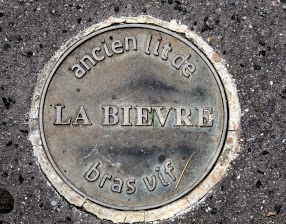 ancien lit de
LA BIEVRE
bras vif